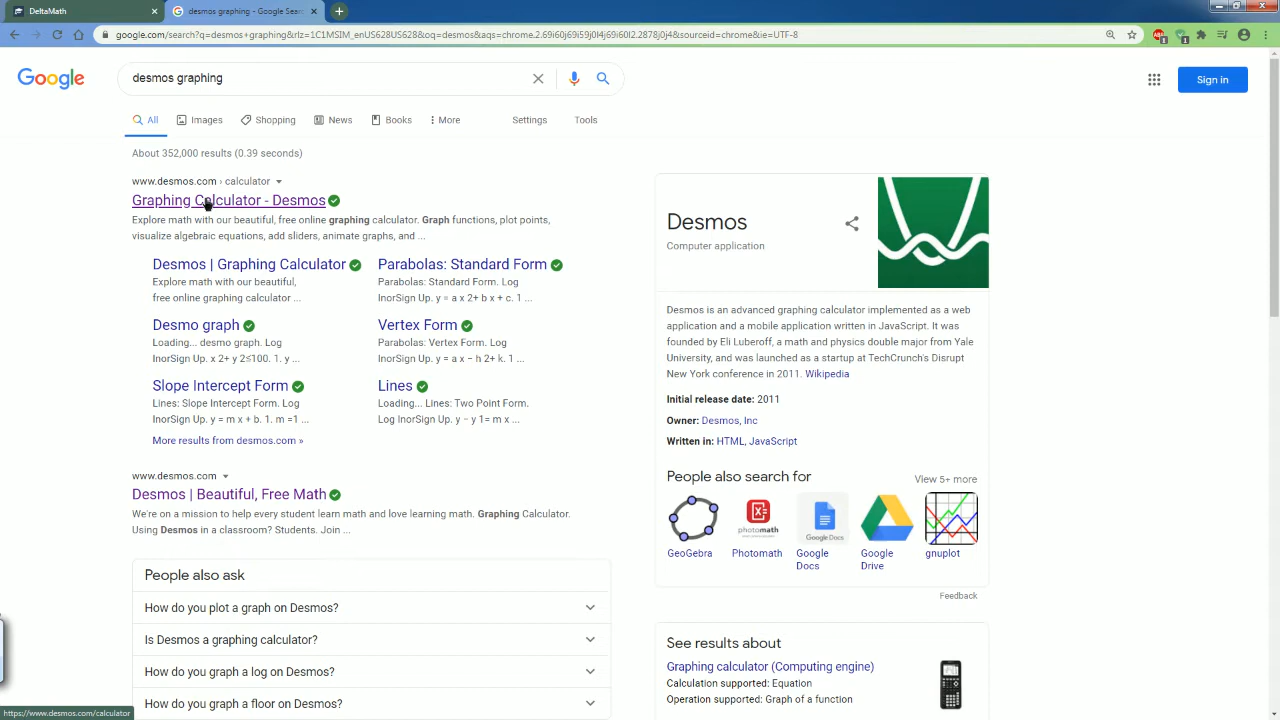 DeltaMath
desmos graphing - Google Searc
google.com/search?q=desmos+graphing&rlz=1C1MSIM_enUS628US628&oq=desmos&aqs=chrome.2.69i60j69i59j0l4j69i60l2.2878j0j4&sourceid=chrome&ie=UTF-8
Google
desmos graphing
Sign in
All Images Shopping News Books More Settings Tools
About 352,000 results (0.39 seconds)
www.desmos.com › calculator
Graphing Calculator - Desmos
Explore math with our beautiful, free online graphing calculator. Graph functions, plot points,
visualize algebraic equations, add sliders, animate graphs, and ...
Desmos | Graphing Calculator
Explore math with our beautiful,
free online graphing calculator ...
Parabolas: Standard Form
Parabolas: Standard Form. Log
InorSign Up. y = a x 2+ b x + c. 1 ...
Desmo graph
Loading... desmo graph. Log
InorSign Up. x 2+ y 2≤100. 1. y ...
Vertex Form
Parabolas: Vertex Form. Log
InorSign Up. y = a x − h 2+ k. 1 ...
Slope Intercept Form
Lines: Slope Intercept Form. Log
InorSign Up. y = m x + b. 1. m =1 ...
Lines
Loading... Lines: Two Point Form.
Log InorSign Up. y − y 1= m x ...
More results from desmos.com »
www.desmos.com
Desmos | Beautiful, Free Math
We're on a mission to help every student learn math and love learning math. Graphing Calculator.
Using Desmos in a classroom? Students. Join ...
People also ask
How do you plot a graph on Desmos?
Is Desmos a graphing calculator?
How do you graph a log on Desmos?
How do you graph a floor on Desmos?
Desmos
Computer application
Desmos is an advanced graphing calculator implemented as a web
application and a mobile application written in JavaScript. It was
founded by Eli Luberoff, a math and physics double major from Yale
University, and was launched as a startup at TechCrunch's Disrupt
New York conference in 2011. Wikipedia
Initial release date: 2011
Owner: Desmos, Inc
Written in: HTML, JavaScript
People also search for
View 5+ more
photomath
Google Docs
GeoGebra
Photomath
Google
Docs
Google
Drive
gnuplot
Feedback
See results about
Graphing calculator (Computing engine)
Calculation supported: Equation
Operation supported: Graph of a function
https://www.desmos.com/calculator